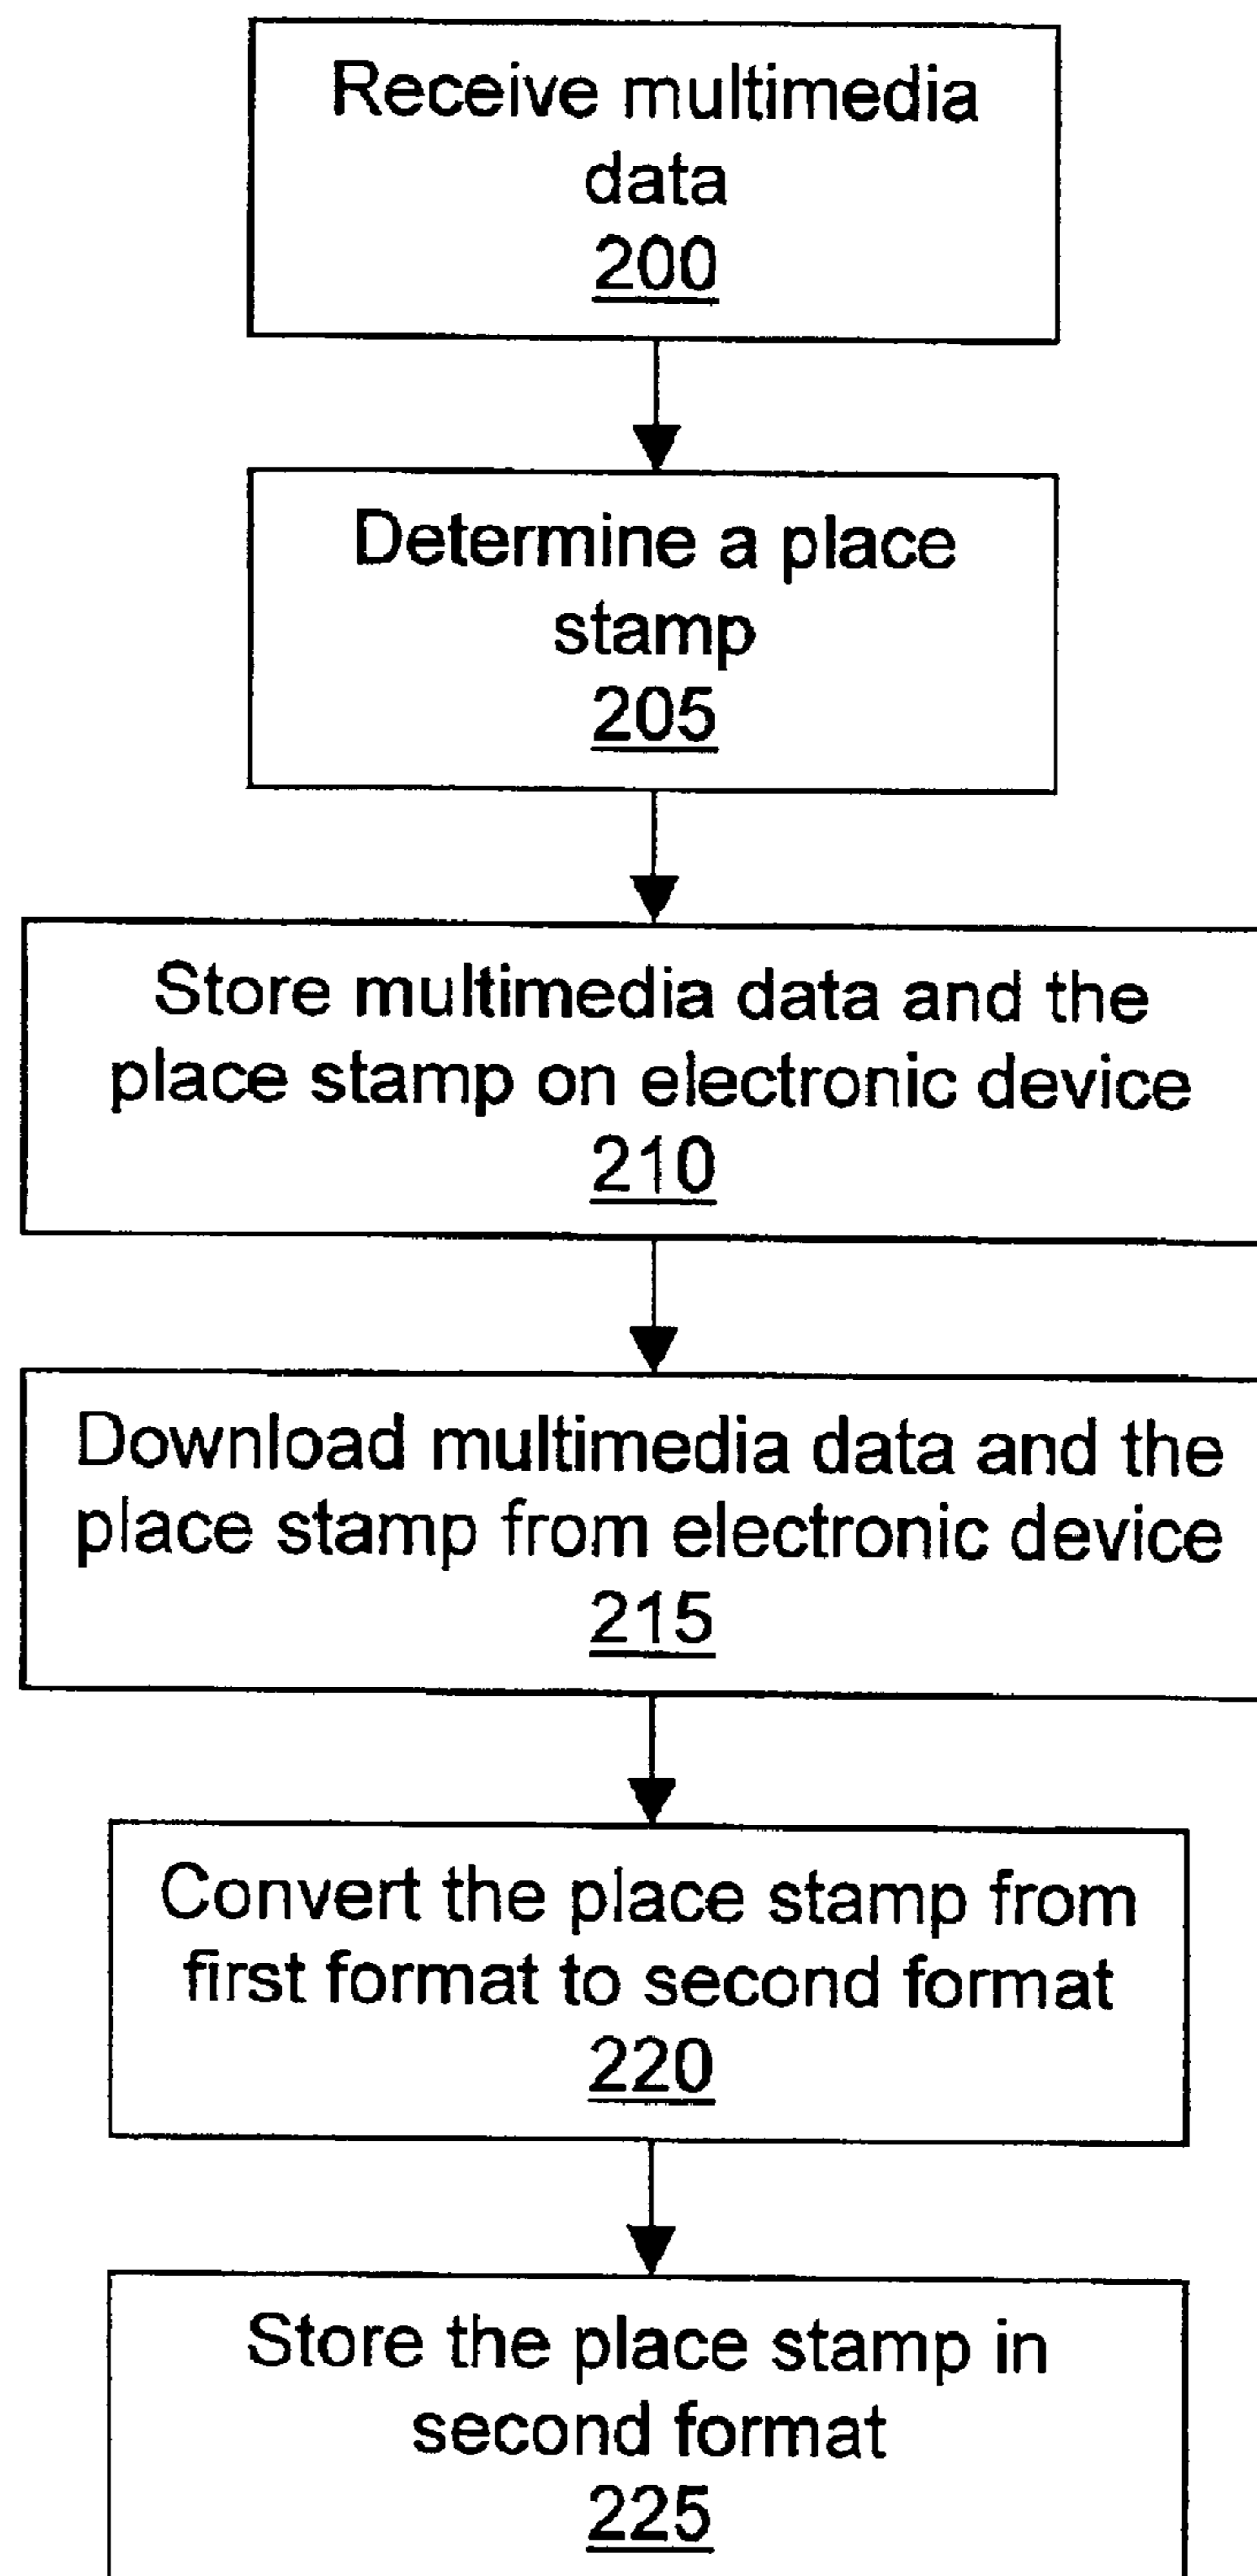 Receive multimedia
data
200
Determine a place
stamp
205
Store multimedia data and the
place stamp on electronic device
210
Download multimedia data and the
place stamp from electronic device
215
Convert the place stamp from
first format to second format
220
Store the place stamp in
second format
225